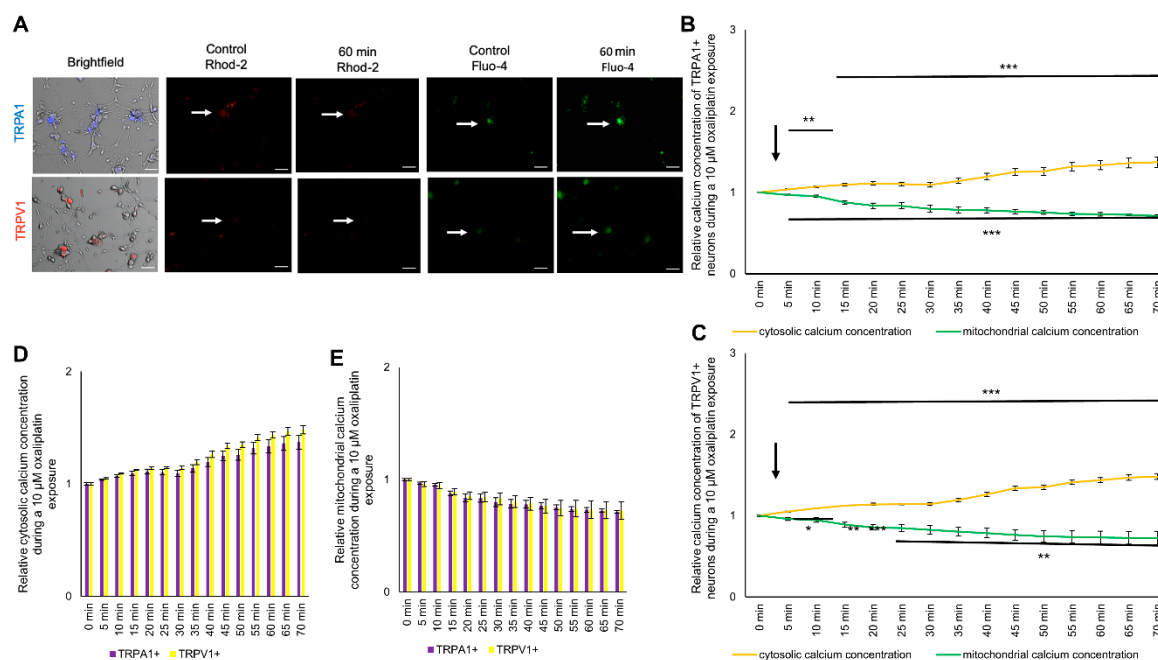 A
Brightfield
Control
Rhod-2
60 min
Rhod-2
Control
Fluo-4
60 min
Fluo-4
TRPA1
TRPV1
B
Relative calcium concentration of TRPA1+
neurons during a 10 µM oxaliplatin exposure
3
2
1
0
***
**
***
0 min
5 min
10 min
15 min
20 min
25 min
30 min
35 min
40 min
45 min
50 min
55 min
60 min
65 min
70 min
cytosolic calcium concentration
mitochondrial calcium concentration
C
Relative calcium concentration of TRPV1+
neurons during a 10 µM oxaliplatin exposure
3
2
1
0
***
*
**
***
**
0 min
5 min
10 min
15 min
20 min
25 min
30 min
35 min
40 min
45 min
50 min
55 min
60 min
65 min
70 min
cytosolic calcium concentration
mitochondrial calcium concentration
D
Relative cytosolic calcium concentration
during a 10 µM oxaliplatin
exposure
2
1
0
0 min
5 min
10 min
15 min
20 min
25 min
30 min
35 min
40 min
45 min
50 min
55 min
60 min
65 min
70 min
TRPA1+
TRPV1+
E
Relative mitochondrial calcium
concentration during a 10 µM oxaliplatin
exposure
2
1
0
0 min
5 min
10 min
15 min
20 min
25 min
30 min
35 min
40 min
45 min
50 min
55 min
60 min
65 min
70 min
TRPA1+
TRPV1+